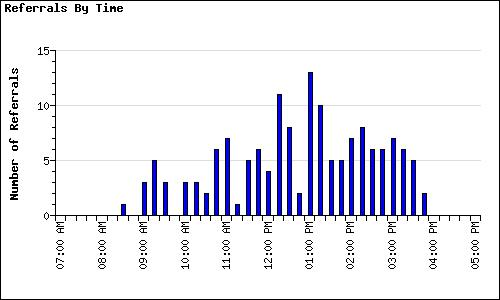 Referrals By Time
Number of Referrals
15
10
5
0
07:00 AM
08:00 AM
09:00 AM
10:00 AM
11:00 AM
12:00 PM
01:00 PM
02:00 PM
03:00 PM
04:00 PM
05:00 PM